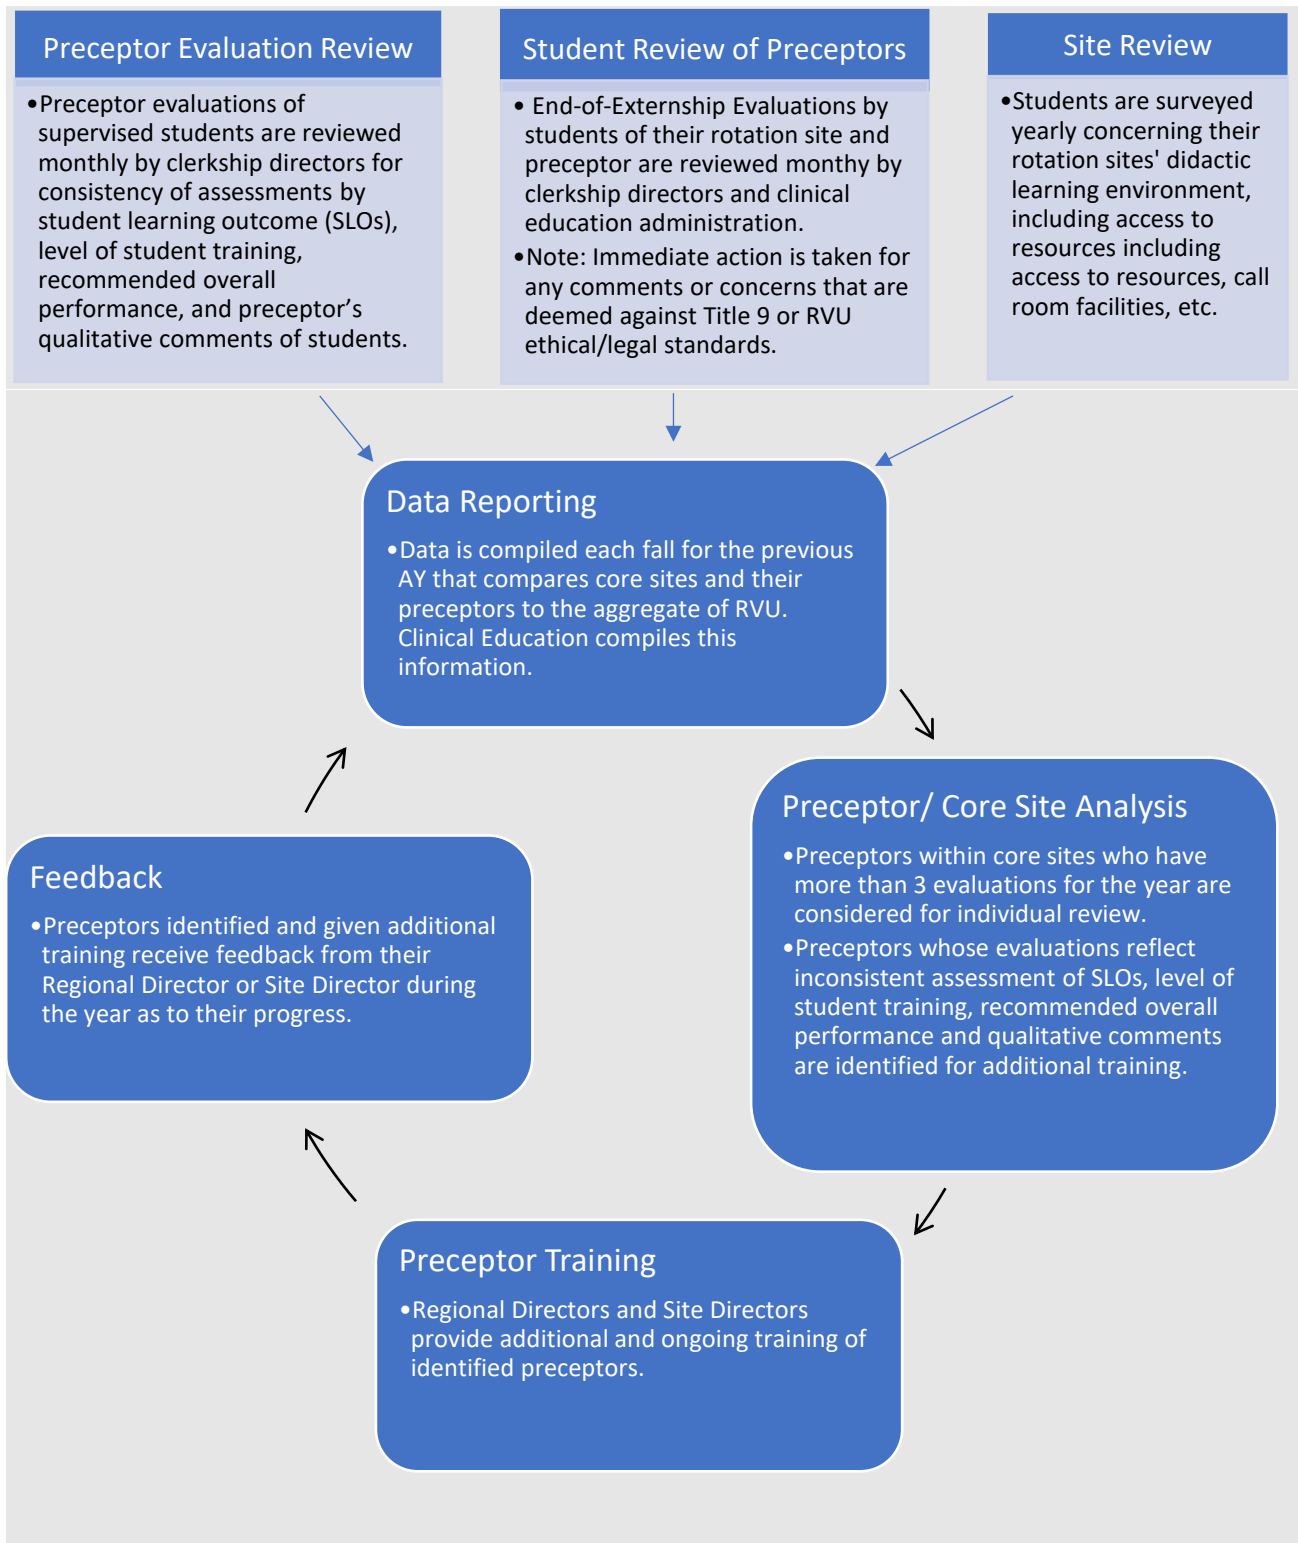 Preceptor Evaluation Review
•Preceptor evaluations of
supervised students are reviewed
monthly by clerkship directors for
consistency of assessments by
student learning outcome (SLOs),
level of student training,
recommended overall
performance, and preceptor’s
qualitative comments of students.
Student Review of Preceptors
• End-of-Externship Evaluations by
students of their rotation site and
preceptor are reviewed monthy by
clerkship directors and clinical
education administration.
•Note: Immediate action is taken for
any comments or concerns that are
deemed against Title 9 or RVU
ethical/legal standards.
Site Review
•Students are surveyed
yearly concerning their
rotation sites' didactic
learning environment,
including access to
resources including
access to resources, call
room facilities, etc.
Data Reporting
•Data is compiled each fall for the previous
AY that compares core sites and their
preceptors to the aggregate of RVU.
Clinical Education compiles this
information.
Preceptor/ Core Site Analysis
•Preceptors within core sites who have
more than 3 evaluations for the year are
considered for individual review.
•Preceptors whose evaluations reflect
inconsistent assessment of SLOs, level of
student training, recommended overall
performance and qualitative comments
are identified for additional training.
Feedback
•Preceptors identified and given additional
training receive feedback from their
Regional Director or Site Director during
the year as to their progress.
Preceptor Training
•Regional Directors and Site Directors
provide additional and ongoing training of
identified preceptors.